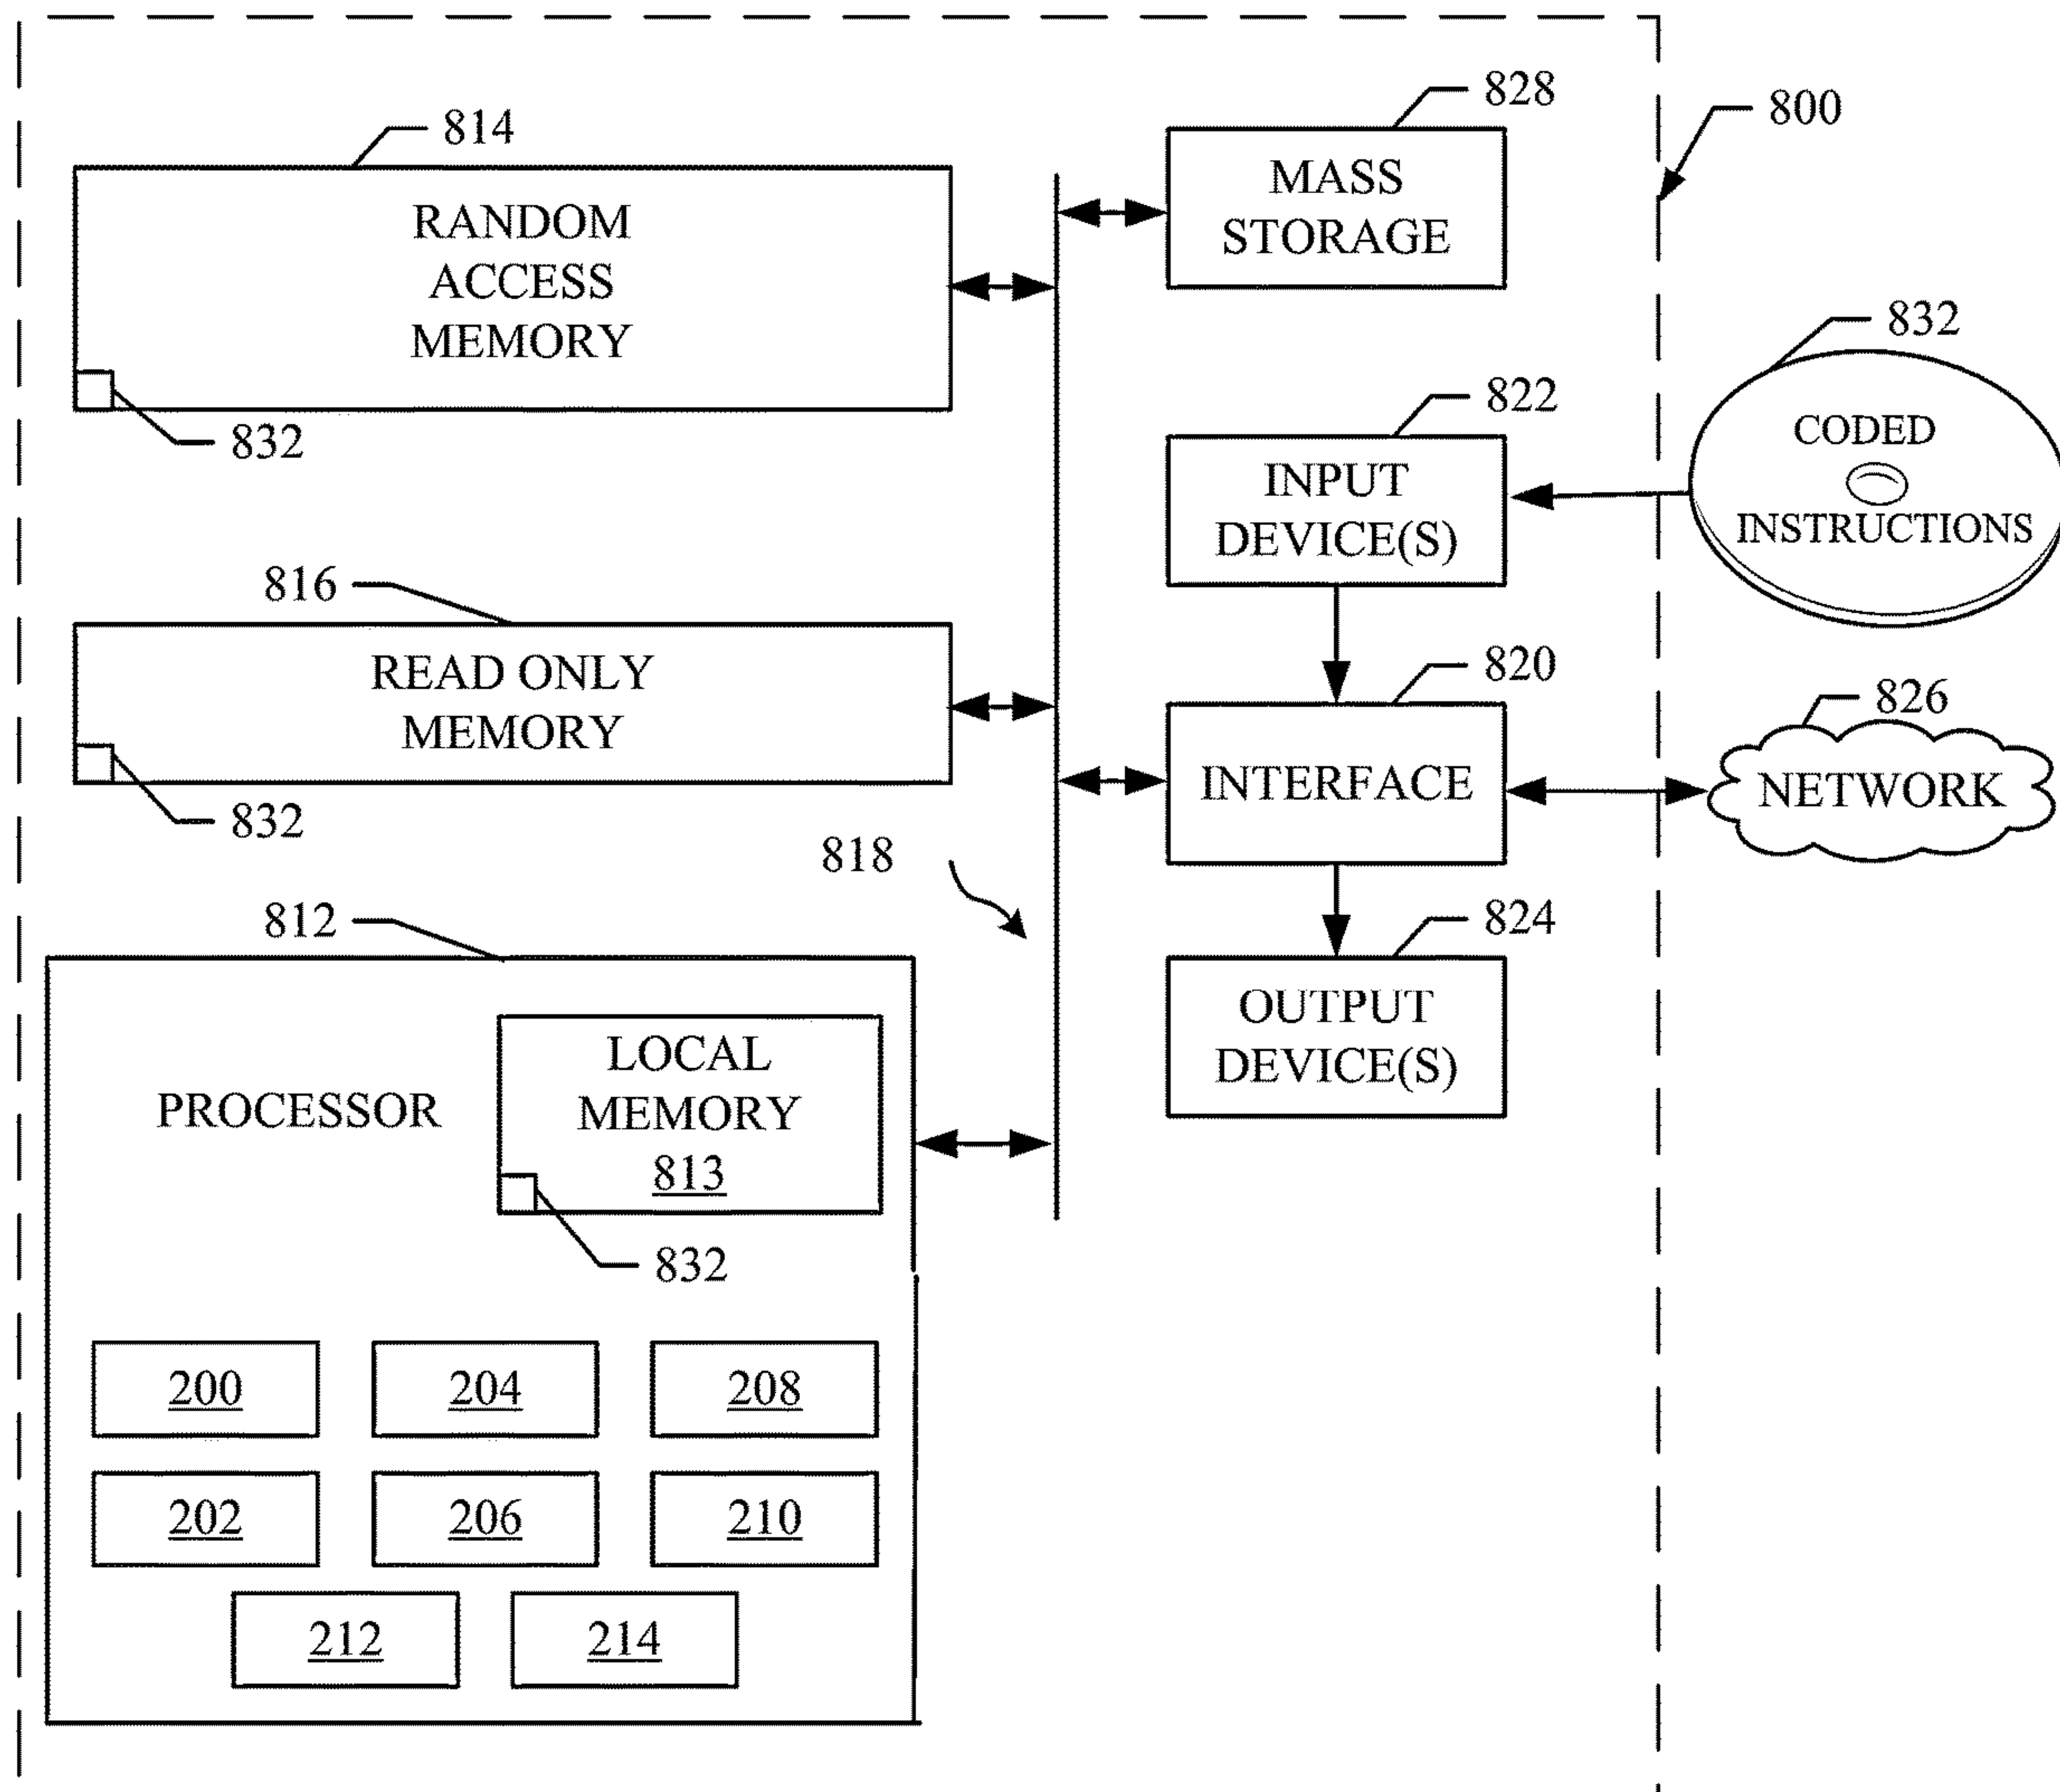 800
814
RANDOM
ACCESS
MEMORY
832
828
MASS
STORAGE
822
INPUT
DEVICE(S)
832
CODED
INSTRUCTIONS
816
READ ONLY
MEMORY
832
820
INTERFACE
826
NETWORK
818
824
OUTPUT
DEVICE(S)
812
PROCESSOR
LOCAL
MEMORY
813
832
200
204
208
202
206
210
212
214